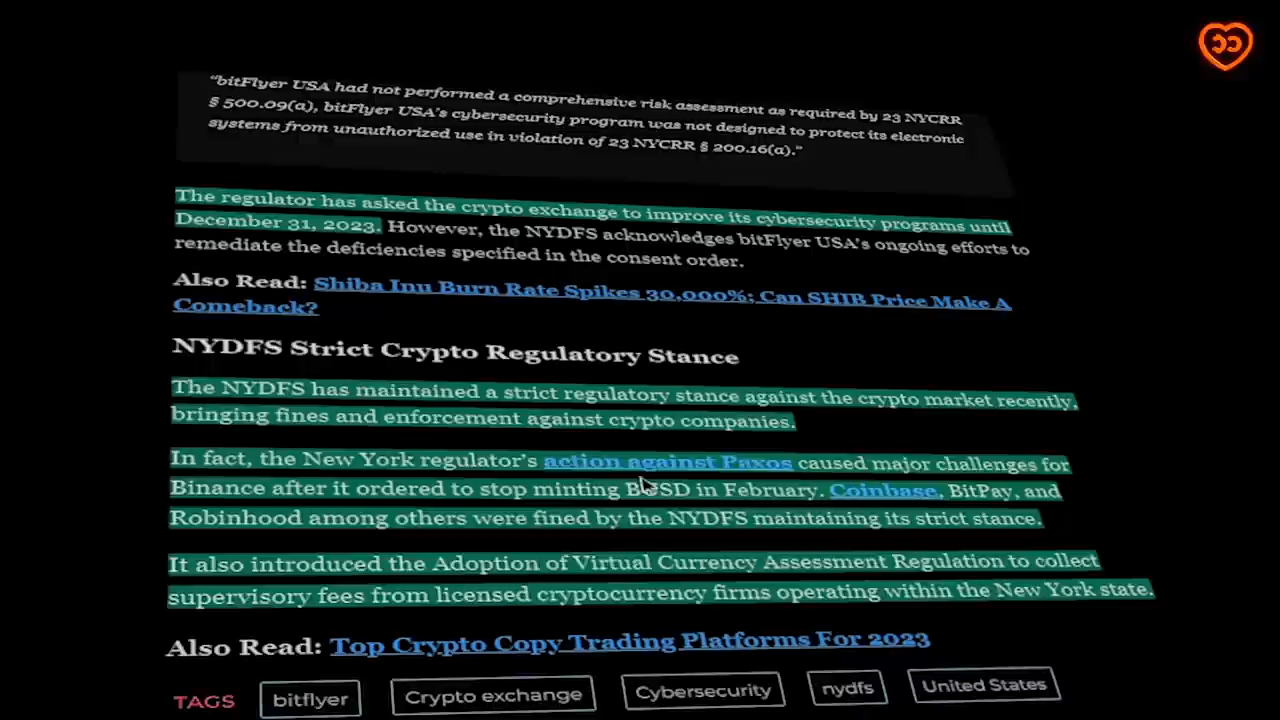 “bitFlyer USA had not performed a comprehensive risk assessment as required by 23 NYCRR
§ 500.09(a), bitFlyer USA’s cybersecurity program was not designed to protect its electronic
systems from unauthorized use in violation of 23 NYCRR § 200.16(a).”
The regulator has asked the crypto exchange to improve its cybersecurity programs until
December 31, 2023. However, the NYDFS acknowledges bitFlyer USA’s ongoing efforts to
remediate the deficiencies specified in the consent order.
Also Read: Shiba Inu Burn Rate Spikes 30,000%; Can SHIB Price Make A
Comeback?
NYDFS Strict Crypto Regulatory Stance
The NYDFS has maintained a strict regulatory stance against the crypto market recently,
bringing fines and enforcement against crypto companies.
In fact, the New York regulator’s action against Paxos caused major challenges for
Binance after it ordered to stop minting BUSD in February. Coinbase, BitPay, and
Robinhood among others were fined by the NYDFS maintaining its strict stance.
It also introduced the Adoption of Virtual Currency Assessment Regulation to collect
supervisory fees from licensed cryptocurrency firms operating within the New York state.
Also Read: Top Crypto Copy Trading Platforms For 2023
TAGS bitflyer Crypto exchange Cybersecurity nydfs United States